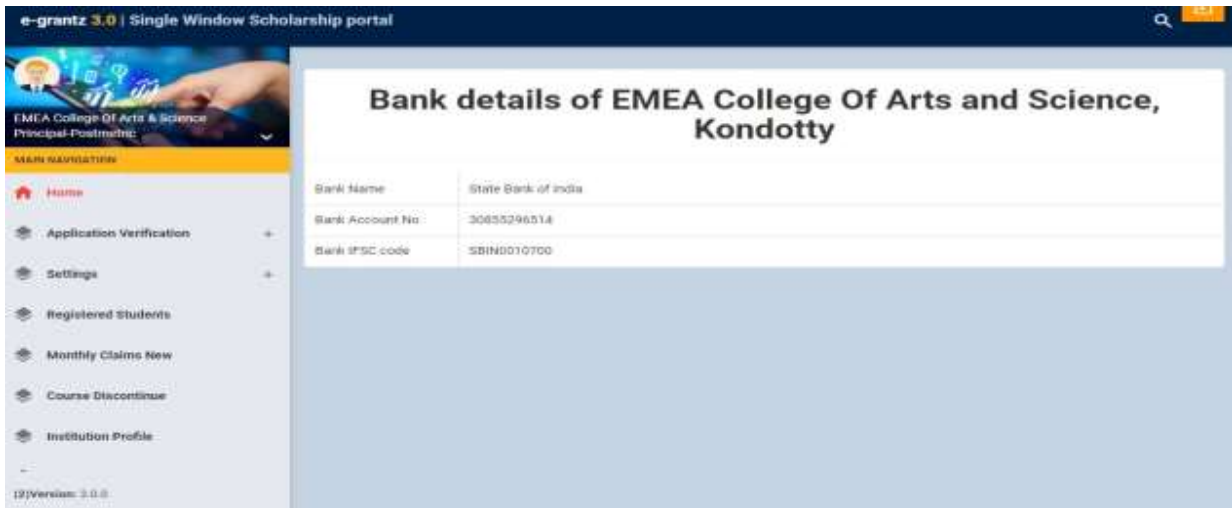 e-grantz 3.0 | Single Window Scholarship portal
EMEA College Of Arts & Science
Principal-Postmetric
MAIN NAVIGATION
Home
Application Verification +
Settings +
Registered Students
Monthly Claims New
Course Discontinue
Institution Profile
(2)Version: 3.0.0
Bank details of EMEA College Of Arts and Science,
Kondotty
Bank Name State Bank of India
Bank Account No 30855296514
Bank IFSC code SBIN0010700